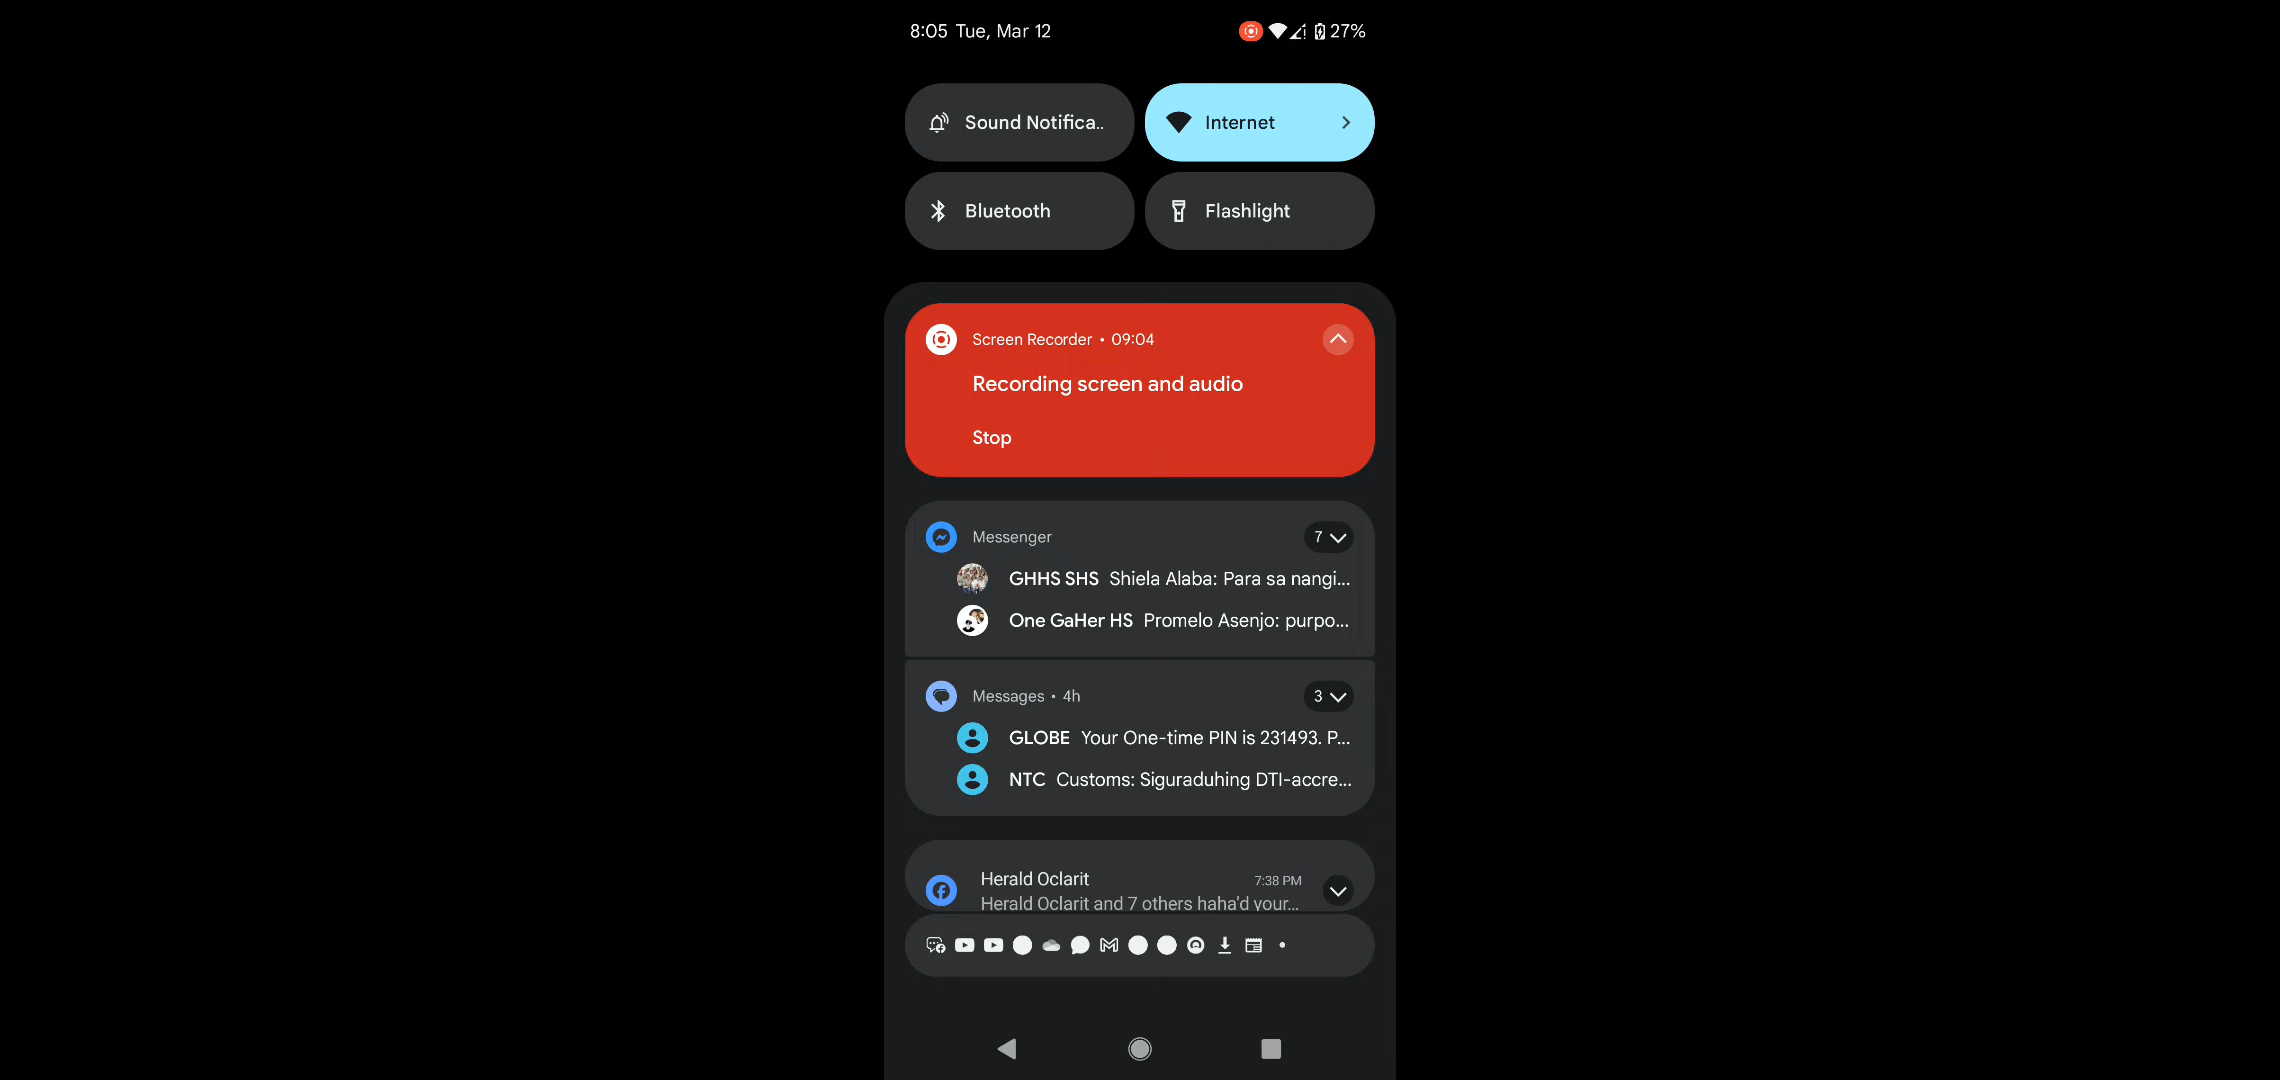 8:05 Tue, Mar 12 27%
Sound Notifica.. Internet
Bluetooth Flashlight
Screen Recorder • 09:04
Recording screen and audio
Stop
Messenger 7
GHHS SHS Shiela Alaba: Para sa nangi...
One GaHer HS Promelo Asenjo: purpo...
Messages • 4h 3
GLOBE Your One-time PIN is 231493. P...
NTC Customs: Siguraduhing DTI-accre...
Herald Oclarit 7:38 PM
Herald Oclarit and 7 others haha'd your...